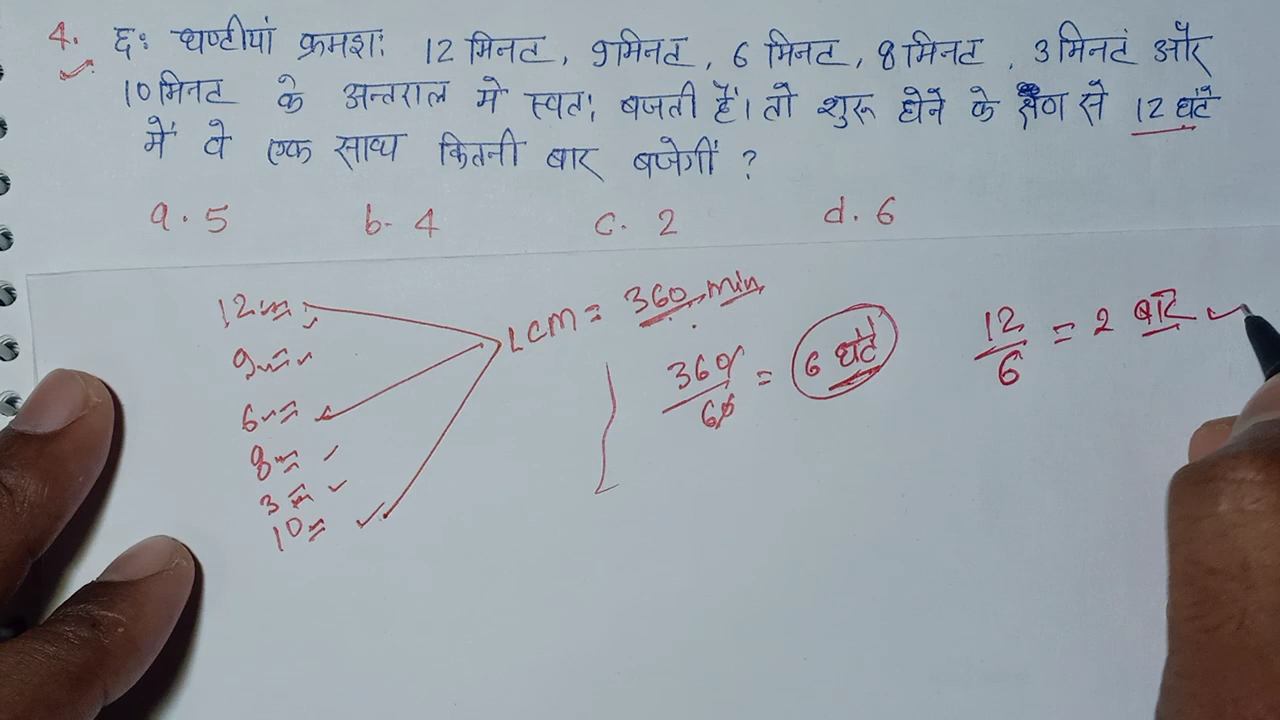 4. छः घण्टीयां क्रमशः 12 मिनट, 9 मिनट, 6 मिनट, 8 मिनट, 3 मिनट और
10 मिनट के अन्तराल में स्वतः बजती हैं। तो शुरू होने के क्षण से 12 घंटे
में वे एक साथ कितनी बार बजेगीं ?
a. 5 b. 4 c. 2 d. 6
12
9
6
8
3
10
LCM = 360 min
360/60 = 6 घंटे
12/6 = 2 बार